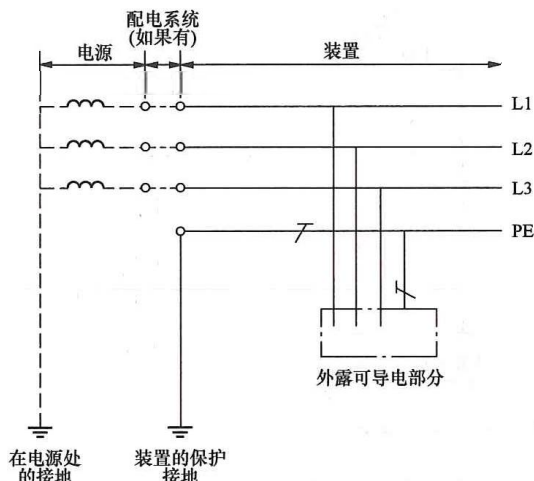 配电系统
(如果有)
电源
装置
L1
L2
L3
PE
外露可导电部分
在电源处
的接地
装置的保护
接地